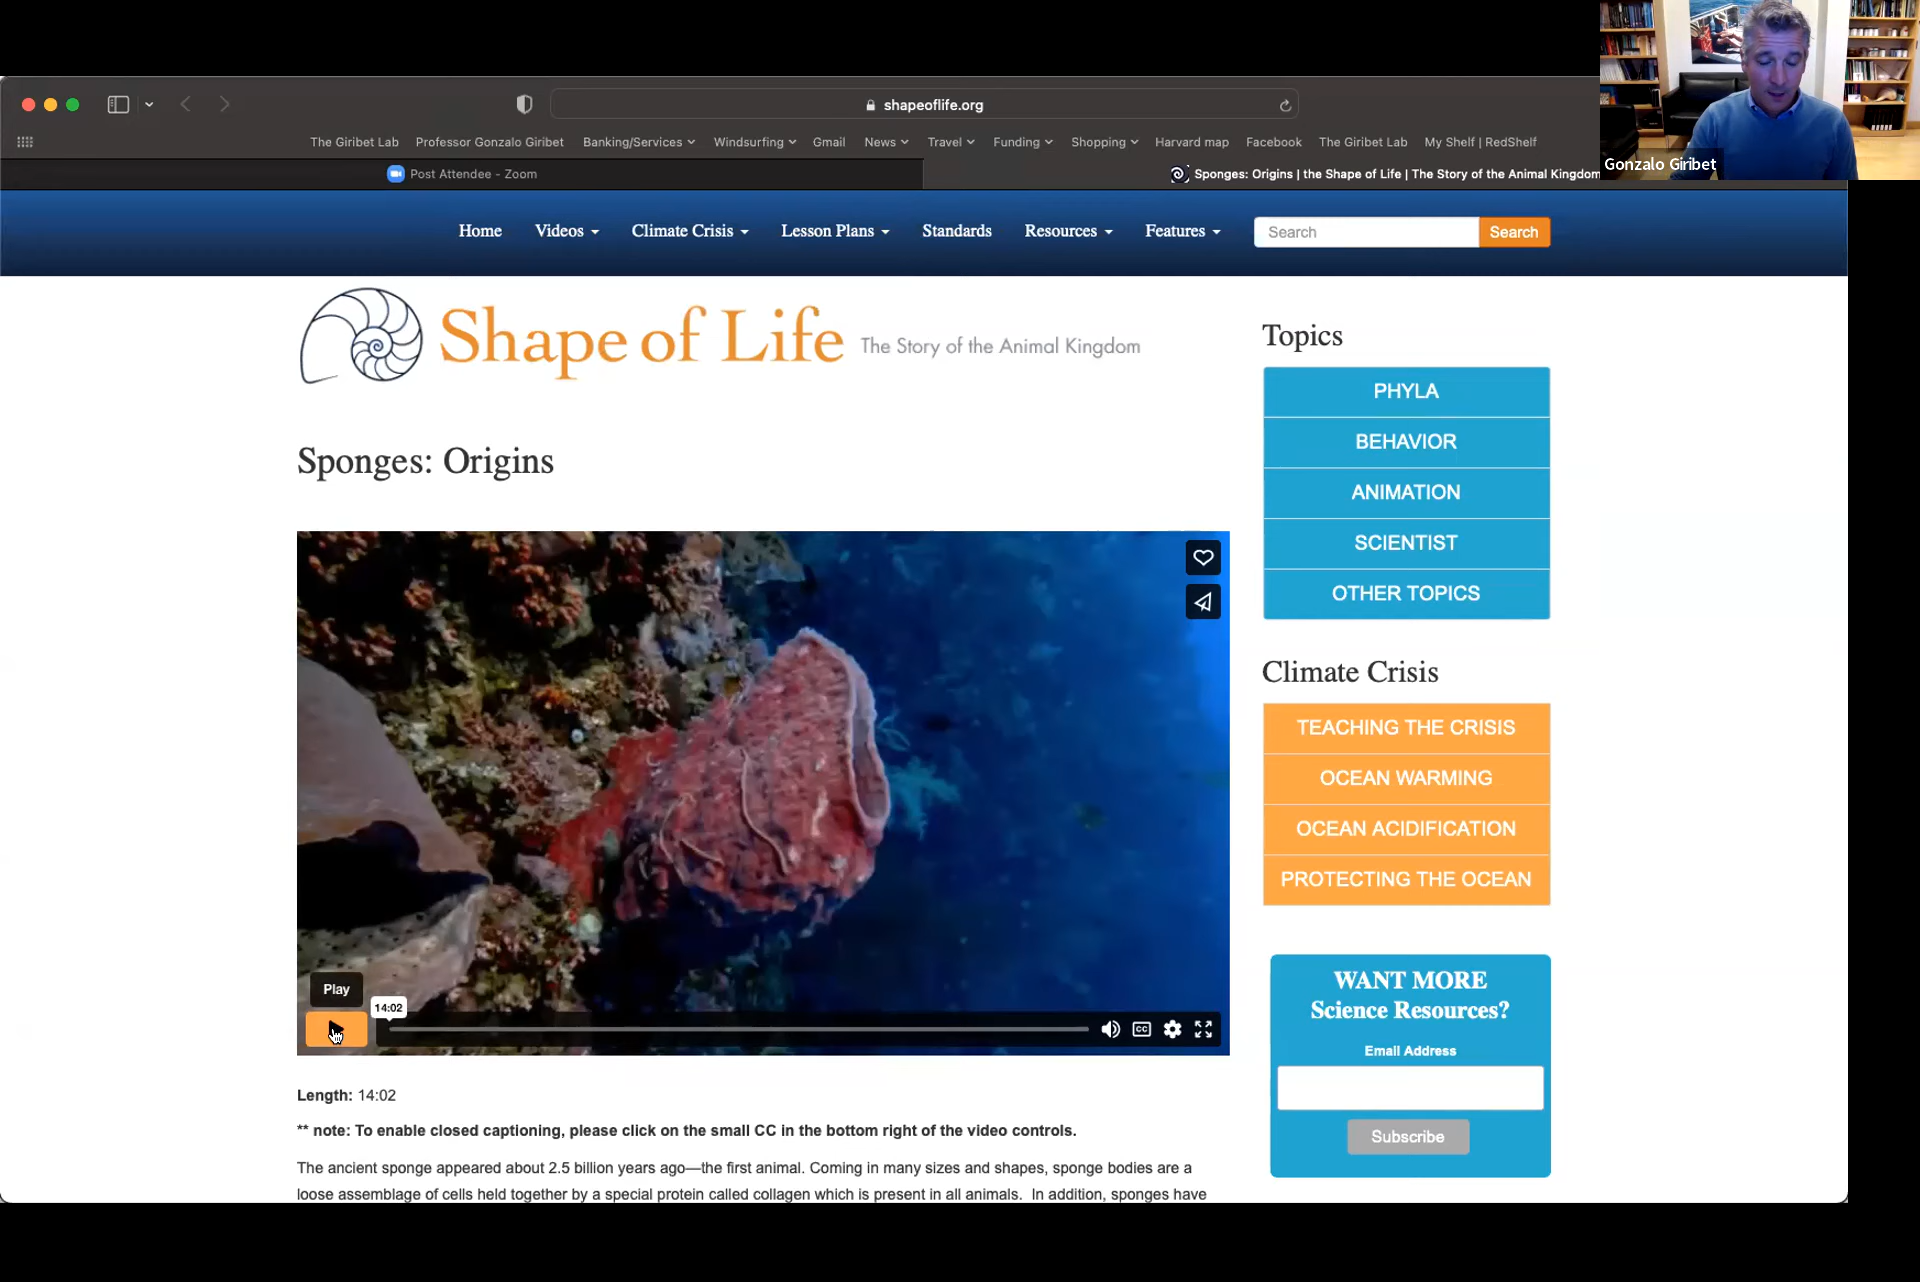 shapeoflife.org
The Giribet Lab Professor Gonzalo Giribet Banking/Services Windsurfing Gmail News Travel Funding Shopping Harvard map Facebook The Giribet Lab My Shelf | RedShelf
Gonzalo Giribet
Post Attendee - Zoom
Sponges: Origins | the Shape of Life | The Story of the Animal Kingdom
Home Videos Climate Crisis Lesson Plans Standards Resources Features Search Search
Shape of Life The Story of the Animal Kingdom
Sponges: Origins
Play
14:02
CC
Length: 14:02
** note: To enable closed captioning, please click on the small CC in the bottom right of the video controls.
The ancient sponge appeared about 2.5 billion years ago—the first animal. Coming in many sizes and shapes, sponge bodies are a
loose assemblage of cells held together by a special protein called collagen which is present in all animals. In addition, sponges have
Topics
PHYLA
BEHAVIOR
ANIMATION
SCIENTIST
OTHER TOPICS
Climate Crisis
TEACHING THE CRISIS
OCEAN WARMING
OCEAN ACIDIFICATION
PROTECTING THE OCEAN
WANT MORE
Science Resources?
Email Address
Subscribe